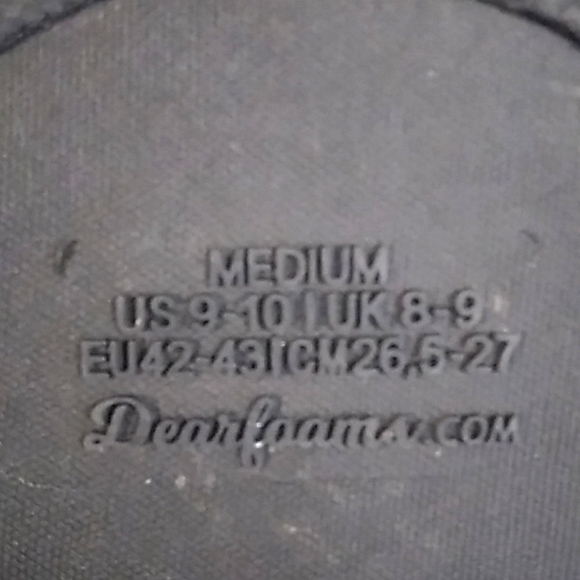 MEDIUM
US 9-10 | UK 8-9
EU42-43|CM26.5-27
Dearfoams.COM